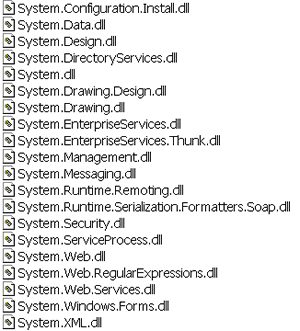 System.Configuration.Install.dll
System.Data.dll
System.Design.dll
System.DirectoryServices.dll
System.dll
System.Drawing.Design.dll
System.Drawing.dll
System.EnterpriseServices.dll
System.EnterpriseServices.Thunk.dll
System.Management.dll
System.Messaging.dll
System.Runtime.Remoting.dll
System.Runtime.Serialization.Formatters.Soap.dll
System.Security.dll
System.ServiceProcess.dll
System.Web.dll
System.Web.RegularExpressions.dll
System.Web.Services.dll
System.Windows.Forms.dll
System.XML.dll